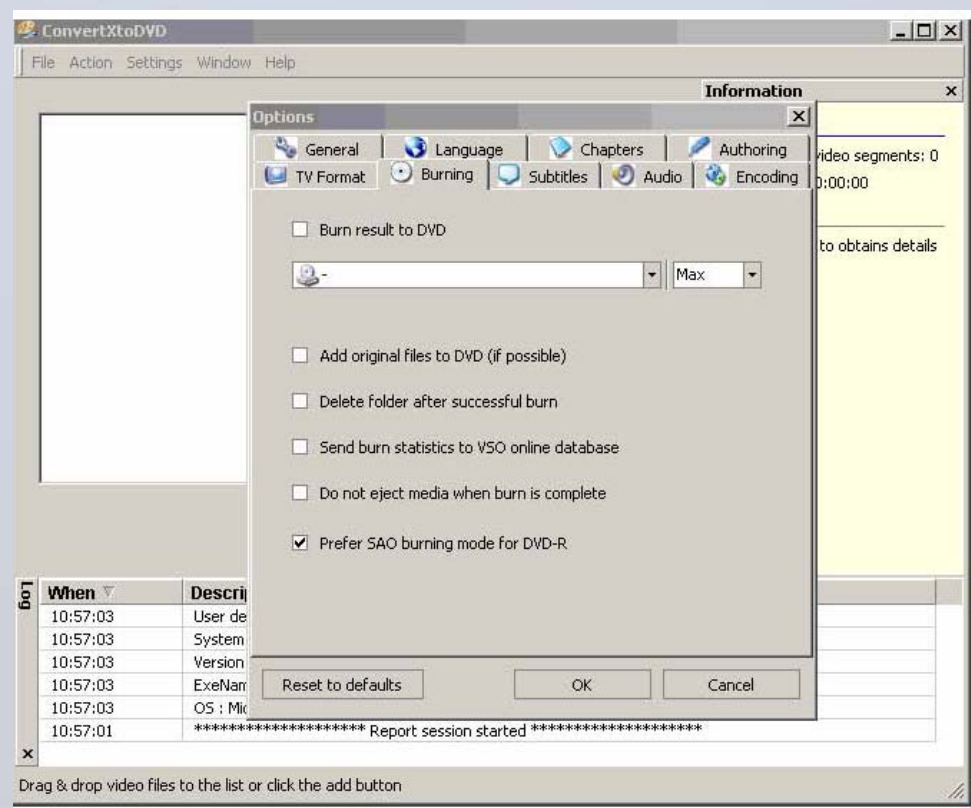 ConvertXtoDVD
File Action Settings Window Help
Information
Options
General Language Chapters Authoring
TV Format Burning Subtitles Audio Encoding
video segments: 0
0:00:00
to obtains details
Burn result to DVD
- Max
Add original files to DVD (if possible)
Delete folder after successful burn
Send burn statistics to VSO online database
Do not eject media when burn is complete
Prefer SAO burning mode for DVD-R
Reset to defaults OK Cancel
Log
When Descri
10:57:03 User de
10:57:03 System
10:57:03 Version
10:57:03 ExeNam
10:57:03 OS : Mic
10:57:01 ******************** Report session started ********************
Drag & drop video files to the list or click the add button